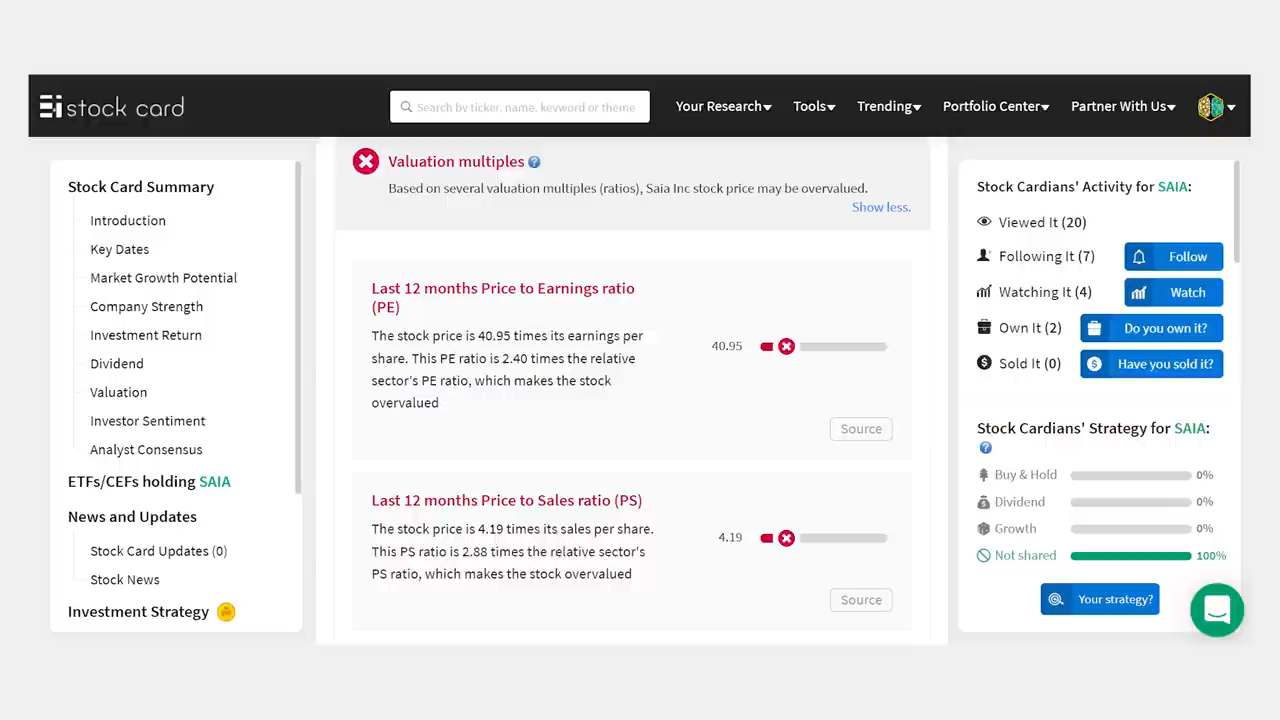 stock card
Search by ticker, name, keyword or theme
Your Research
Tools
Trending
Portfolio Center
Partner With Us
Stock Card Summary
Introduction
Key Dates
Market Growth Potential
Company Strength
Investment Return
Dividend
Valuation
Investor Sentiment
Analyst Consensus
ETFs/CEFs holding SAIA
News and Updates
Stock Card Updates (0)
Stock News
Investment Strategy
Valuation multiples ?
Based on several valuation multiples (ratios), Saia Inc stock price may be overvalued.
Show less.
Last 12 months Price to Earnings ratio
(PE)
The stock price is 40.95 times its earnings per
share. This PE ratio is 2.40 times the relative
sector's PE ratio, which makes the stock
overvalued
40.95
Source
Last 12 months Price to Sales ratio (PS)
The stock price is 4.19 times its sales per share.
This PS ratio is 2.88 times the relative sector's
PS ratio, which makes the stock overvalued
4.19
Source
Stock Cardians' Activity for SAIA:
Viewed It (20)
Following It (7)
Follow
Watching It (4)
Watch
Own It (2)
Do you own it?
Sold It (0)
Have you sold it?
Stock Cardians' Strategy for SAIA:
?
Buy & Hold 0%
Dividend 0%
Growth 0%
Not shared 100%
Your strategy?